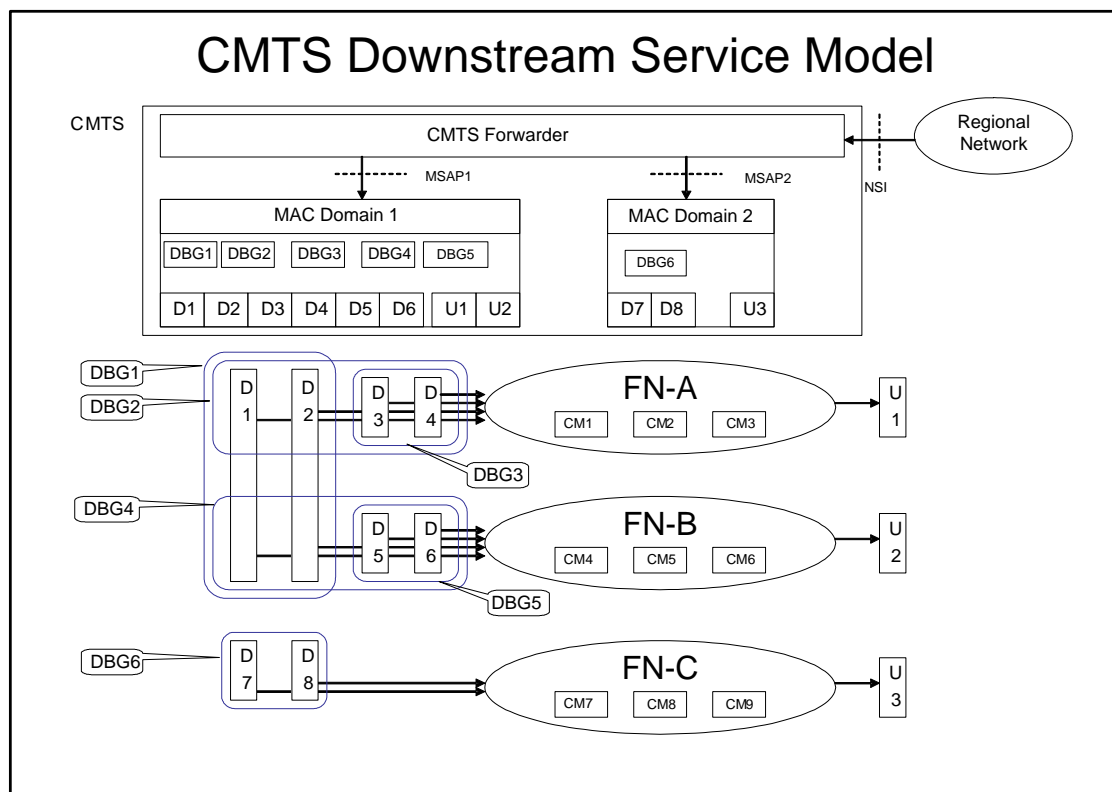 CMTS Downstream Service Model
CMTS
CMTS Forwarder
Regional
Network
MSAP1
MSAP2
NSI
MAC Domain 1
MAC Domain 2
DBG1 DBG2 DBG3 DBG4 DBG5
DBG6
D1 D2 D3 D4 D5 D6 U1 U2
D7 D8 U3
DBG1
DBG2
D
1
D
2
D
3
D
4
FN-A
CM1 CM2 CM3
U
1
DBG3
DBG4
D
5
D
6
FN-B
CM4 CM5 CM6
U
2
DBG5
DBG6
D
7
D
8
FN-C
CM7 CM8 CM9
U
3